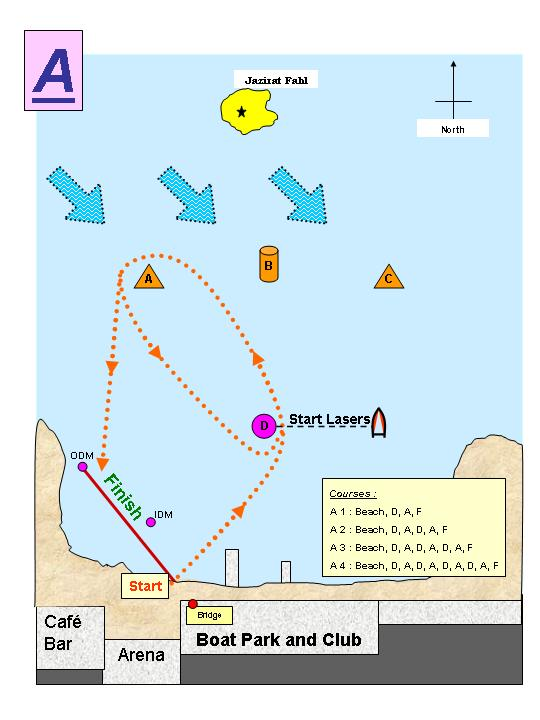 A
Jazirat Fahl
North
A
B
C
D
Start Lasers
ODM
Finish
IDM
Courses :
A 1 : Beach, D, A, F
A 2 : Beach, D, A, D, A, F
A 3 : Beach, D, A, D, A, D, A, F
A 4 : Beach, D, A, D, A, D, A, D, A, F
Start
Bridge
Café
Bar
Arena
Boat Park and Club